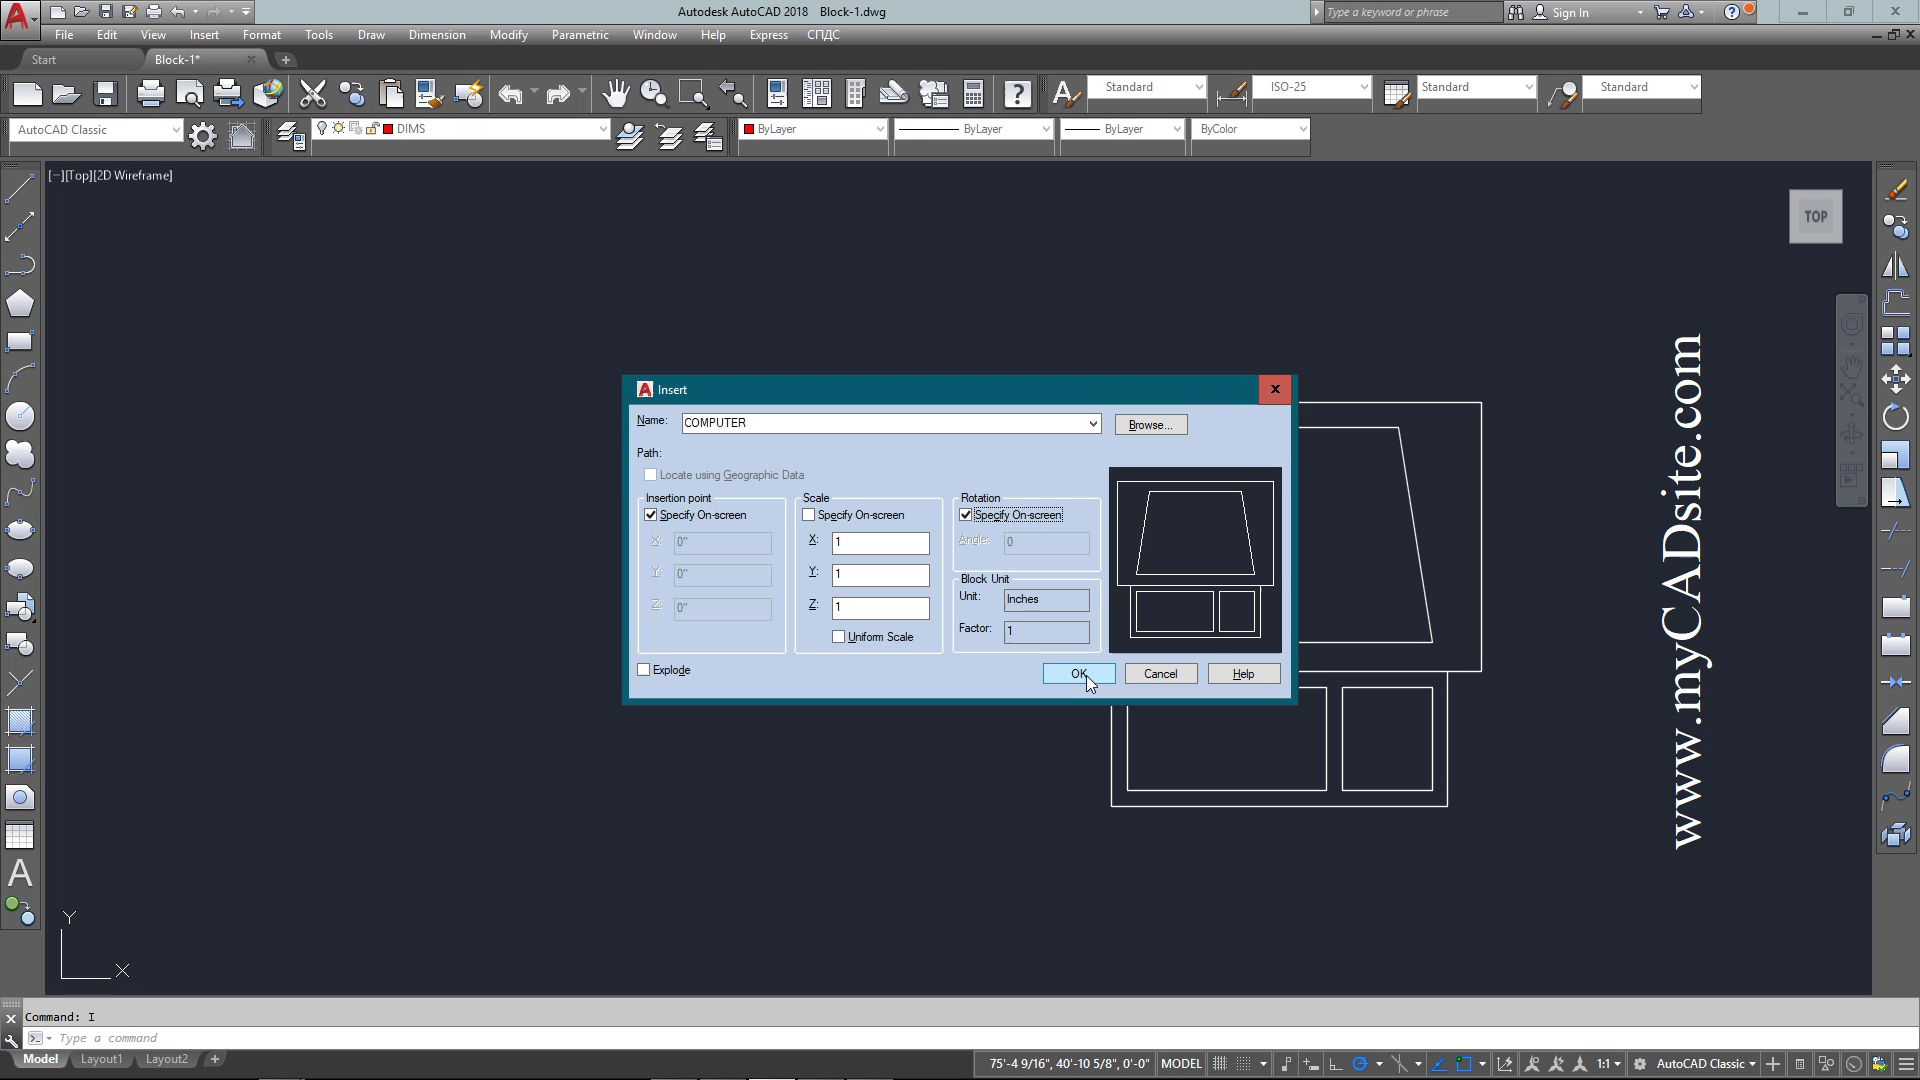 Autodesk AutoCAD 2018 Block-1.dwg
Type a keyword or phrase
Sign In
File Edit View Insert Format Tools Draw Dimension Modify Parametric Window Help Express СПДС
Start
Block-1*
Standard
ISO-25
Standard
Standard
AutoCAD Classic
DIMS
ByLayer
ByLayer
ByLayer
ByColor
[−][Top][2D Wireframe]
TOP
Insert
Name:
COMPUTER
Browse...
Path:
Locate using Geographic Data
Insertion point
Specify On-screen
X: 0"
Y: 0"
Z: 0"
Scale
Specify On-screen
X: 1
Y: 1
Z: 1
Uniform Scale
Rotation
Specify On-screen
Angle: 0
Block Unit
Unit: Inches
Factor: 1
Explode
OK
Cancel
Help
www.myCADsite.com
Y
X
Command: I
Type a command
Model Layout1 Layout2
75'-4 9/16", 40'-10 5/8", 0'-0" MODEL
1:1
AutoCAD Classic